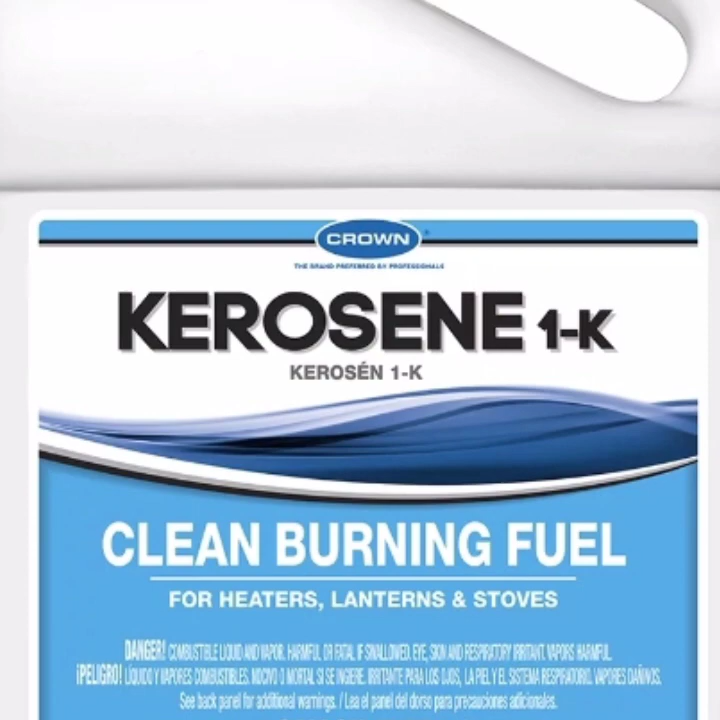 CROWN
THE BRAND PREFERRED BY PROFESSIONALS
KEROSENE 1-K
KEROSÉN 1-K
CLEAN BURNING FUEL
FOR HEATERS, LANTERNS & STOVES
DANGER! COMBUSTIBLE LIQUID AND VAPOR. HARMFUL OR FATAL IF SWALLOWED. EYE, SKIN AND RESPIRATORY IRRITANT. VAPORS HARMFUL.
¡PELIGRO! LÍQUIDO Y VAPORES COMBUSTIBLES. NOCIVO O MORTAL SI SE INGIERE. IRRITANTE PARA LOS OJOS, LA PIEL Y EL SISTEMA RESPIRATORIO. VAPORES DAÑINOS.
See back panel for additional warnings. / Lea el panel del dorso para precauciones adicionales.